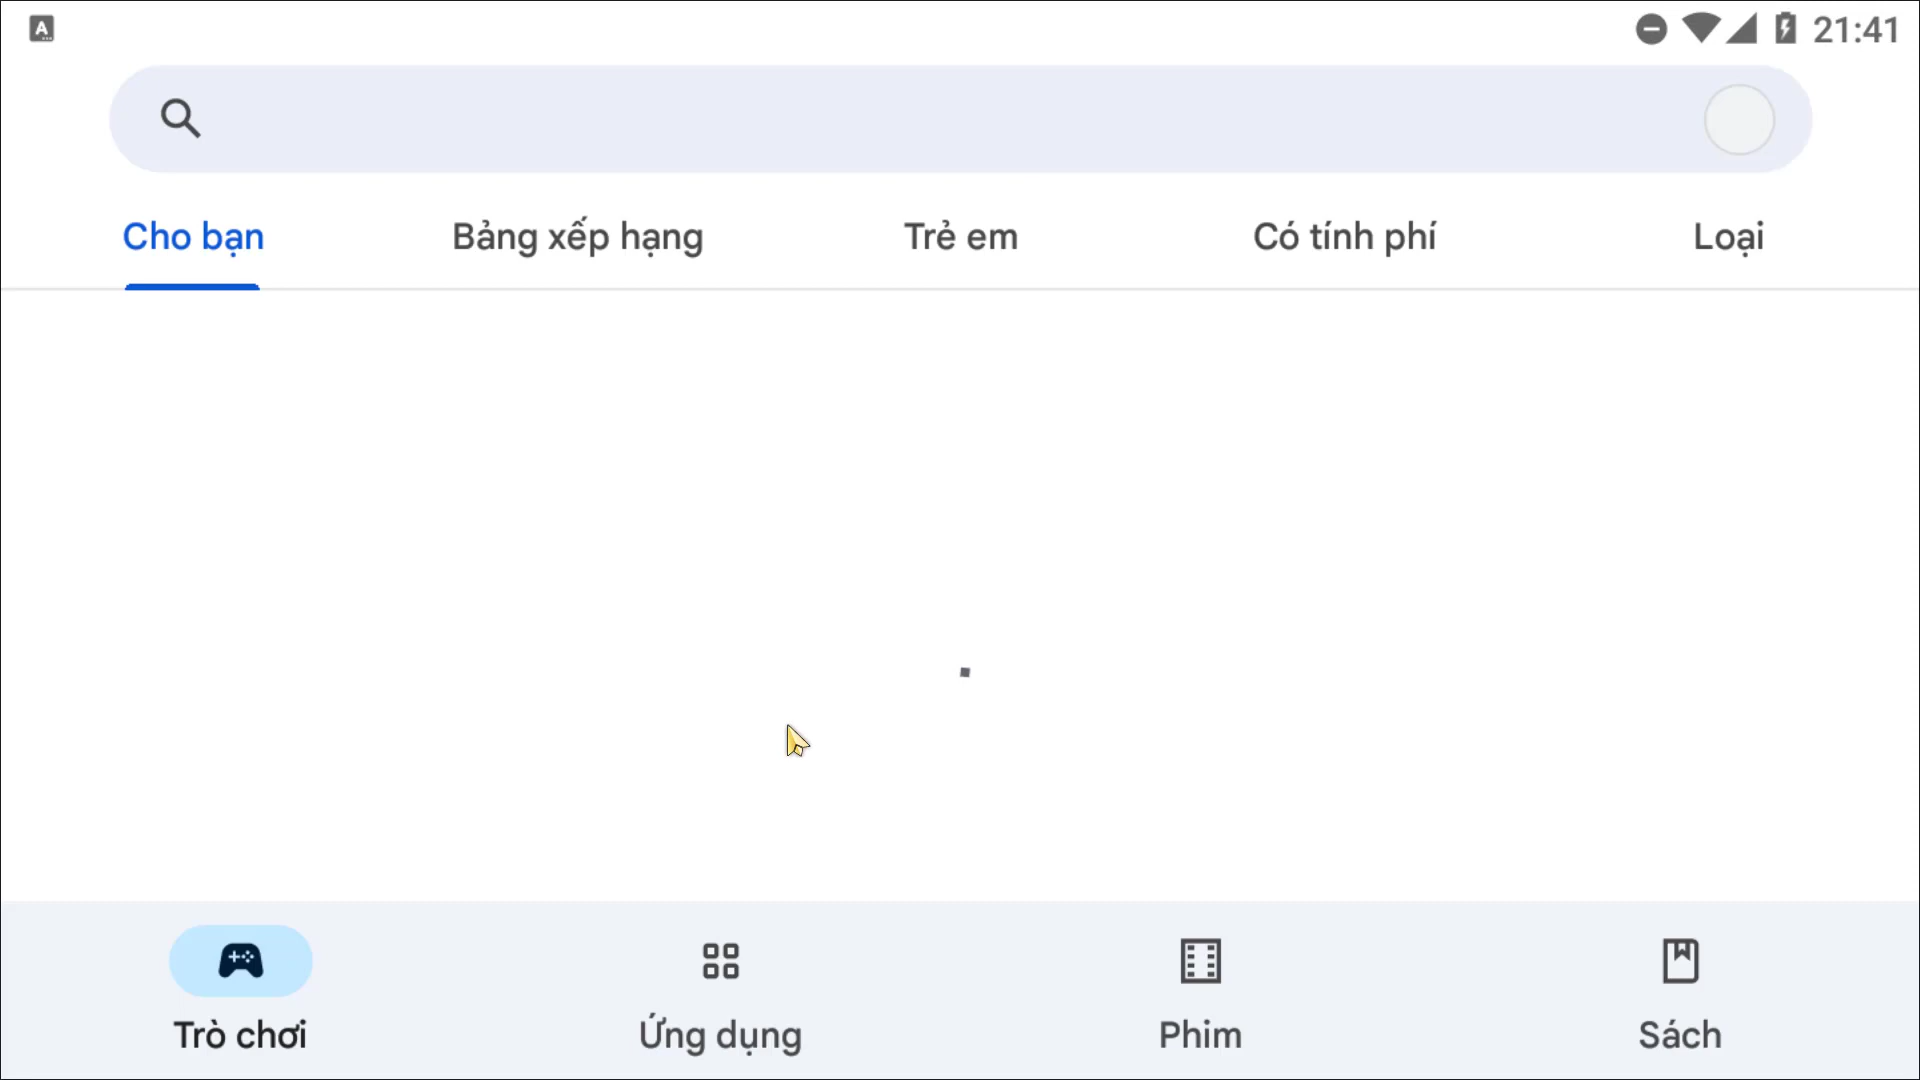 A
21:41
Cho bạn
Bảng xếp hạng
Trẻ em
Có tính phí
Loại
Trò chơi
Ứng dụng
Phim
Sách